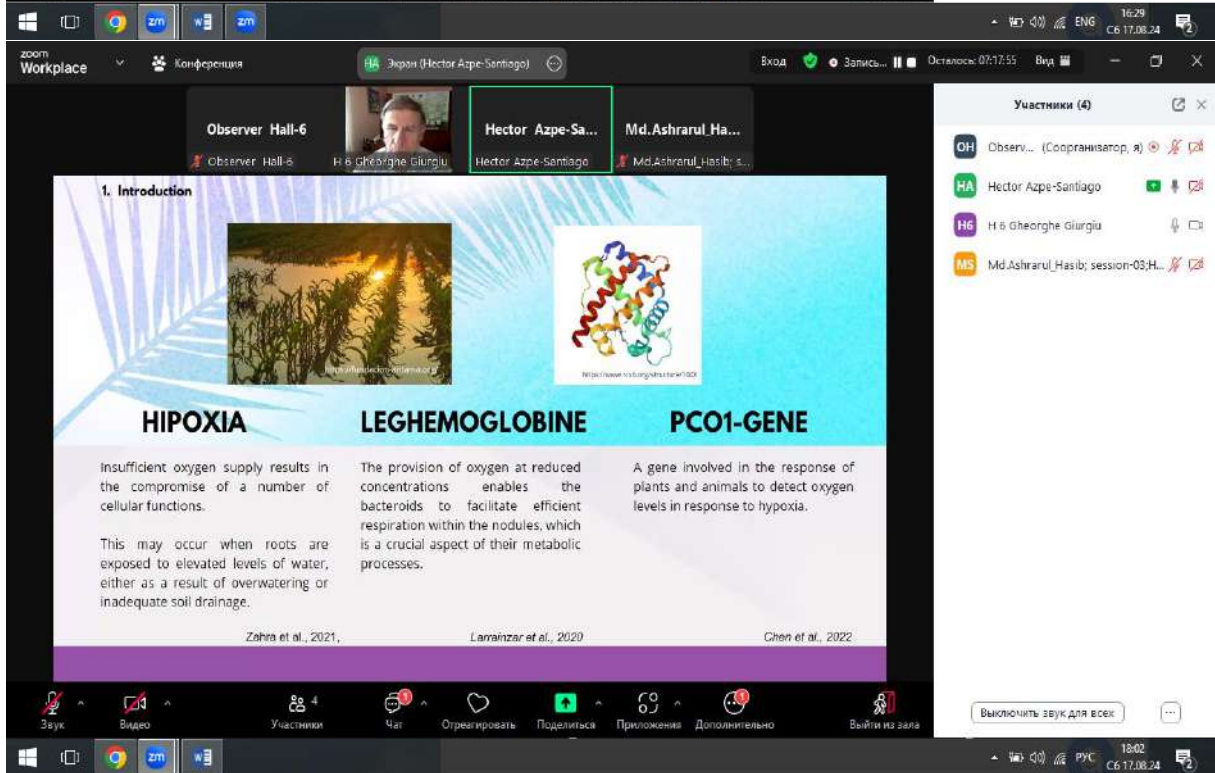 ENG
16:29
Сб 17.08.24
zoom
Workplace
Конференция
HA Экран (Hector Azpe-Santiago)
Вход
Запись...
Осталось: 07:17:55
Вид
Observer Hall-6
Observer Hall-6
H 6 Gheorghe Giurgiu
Hector Azpe-Sa...
Hector Azpe-Santiago
Md.Ashrarul_Ha...
Md.Ashrarul_Hasib; s...
Участники (4)
OH Observ... (Соорганизатор, я)
HA Hector Azpe-Santiago
H6 H 6 Gheorghe Giurgiu
MS Md.Ashrarul_Hasib; session-03;H...
1. Introduction
HIPOXIA
Insufficient oxygen supply results in
the compromise of a number of
cellular functions.
This may occur when roots are
exposed to elevated levels of water,
either as a result of overwatering or
inadequate soil drainage.
Zahra et al., 2021,
LEGHEMOGLOBINE
The provision of oxygen at reduced
concentrations enables the
bacteroids to facilitate efficient
respiration within the nodules, which
is a crucial aspect of their metabolic
processes.
Larrainzar et al., 2020
PCO1-GENE
A gene involved in the response of
plants and animals to detect oxygen
levels in response to hypoxia.
Chen et al., 2022
Звук
Видео
4
Участники
1
Чат
Отреагировать
Поделиться
Приложения
1
Дополнительно
Выйти из зала
Выключить звук для всех
РУС
18:02
Сб 17.08.24